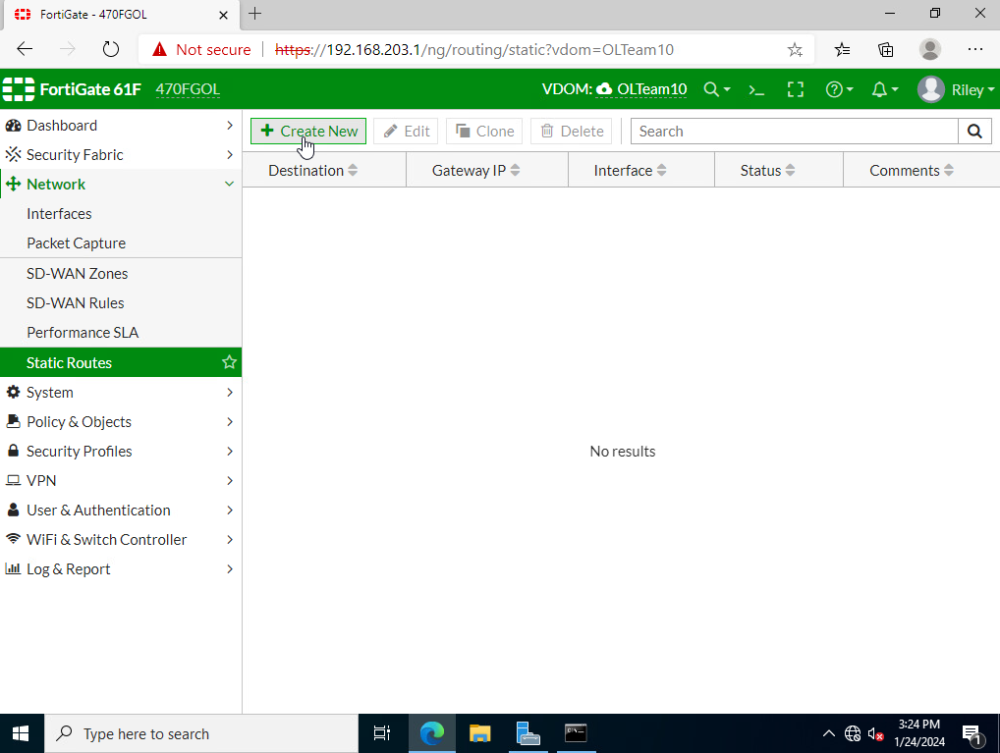 FortiGate - 470FGOL
Not secure https://192.168.203.1/ng/routing/static?vdom=OLTeam10
FortiGate 61F 470FGOL VDOM: OLTeam10 Riley
Dashboard
Security Fabric
Network
Interfaces
Packet Capture
SD-WAN Zones
SD-WAN Rules
Performance SLA
Static Routes
System
Policy & Objects
Security Profiles
VPN
User & Authentication
WiFi & Switch Controller
Log & Report
Create New Edit Clone Delete Search
Destination Gateway IP Interface Status Comments
No results
Type here to search
3:24 PM
1/24/2024
1